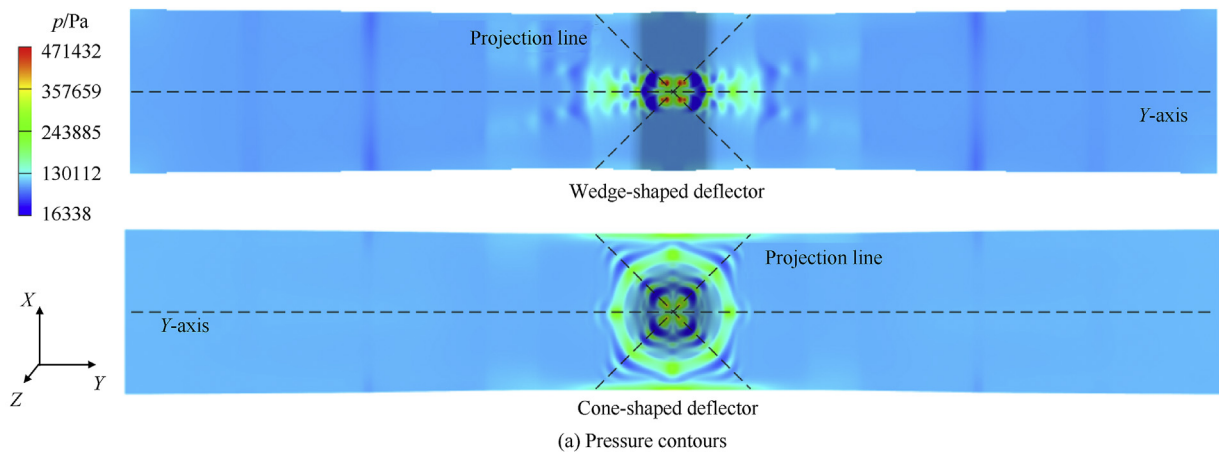 p/Pa
471432
357659
243885
130112
16338
Projection line
Y-axis
Wedge-shaped deflector
Projection line
Y-axis
X
Y
Z
Cone-shaped deflector
(a) Pressure contours